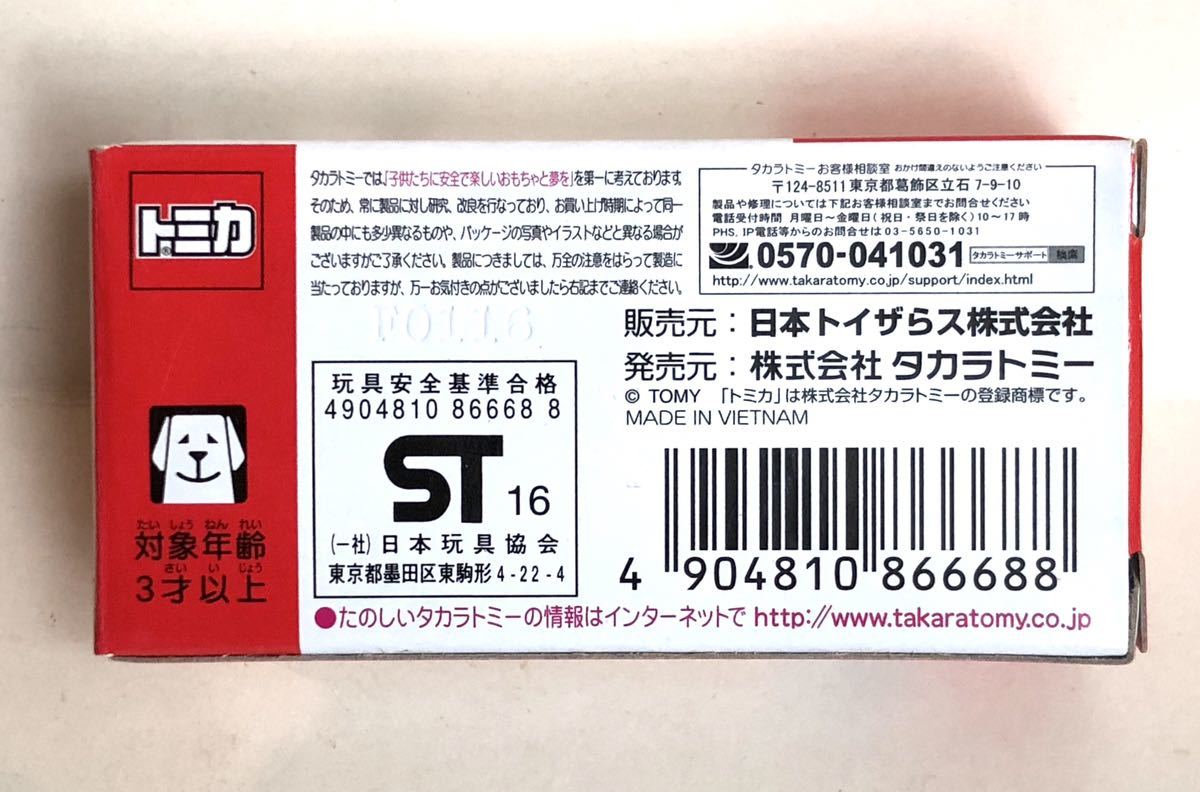 トミカ
®
たいしょうねんれい
対象年齢
さいいじょう
3才以上
タカラトミーでは、「子供たちに安全で楽しいおもちゃと夢を」を第一に考えております。
そのため、常に製品に対し研究、改良を行なっており、お買い上げ時期によって同一
製品の中にも多少異なるものや、パッケージの写真やイラストなどと異なる場合が
ございますがご了承ください。製品につきましては、万全の注意をはらって製造に
当たっておりますが、万一お気付きの点がございましたら右記までご連絡ください。
F0116
玩具安全基準合格
4904810 86668 8
ST 16
(一社)日本玩具協会
東京都墨田区東駒形4-22-4
タカラトミーお客様相談室 おかけ間違えのないようご注意ください
〒124-8511 東京都葛飾区立石 7-9-10
製品や修理については下記お客様相談室までお問合せください
電話受付時間 月曜日〜金曜日(祝日・祭日を除く)10〜17時
PHS, IP電話等からのお問合せは03-5650-1031
0570-041031 タカラトミーサポート 検索
http://www.takaratomy.co.jp/support/index.html
販売元：日本トイザらス株式会社
発売元：株式会社 タカラトミー
© TOMY 「トミカ」は株式会社タカラトミーの登録商標です。
MADE IN VIETNAM
4 904810 866688
●たのしいタカラトミーの情報はインターネットで http://www.takaratomy.co.jp